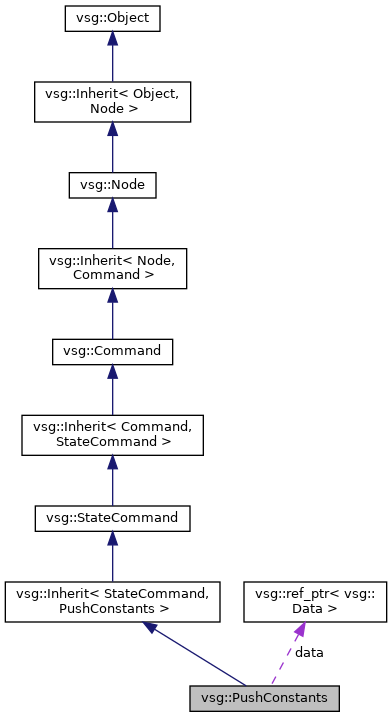 vsg::Object
vsg::Inherit< Object,
Node >
vsg::Node
vsg::Inherit< Node,
Command >
vsg::Command
vsg::Inherit< Command,
StateCommand >
vsg::StateCommand
vsg::Inherit< StateCommand,
PushConstants >
vsg::ref_ptr< vsg::
Data >
data
vsg::PushConstants